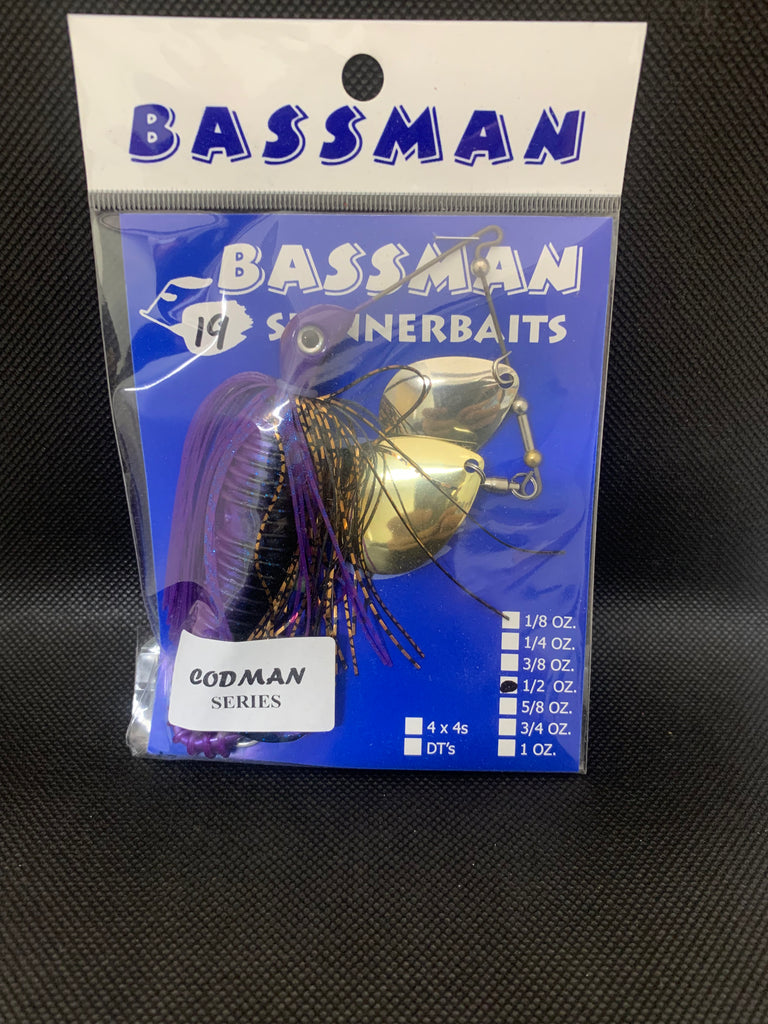 BASSMAN
BASSMAN
19
SPINNERBAITS
CODMAN
SERIES
1/8 OZ.
1/4 OZ.
3/8 OZ.
1/2 OZ.
5/8 OZ.
4 x 4s
3/4 OZ.
DT's
1 OZ.